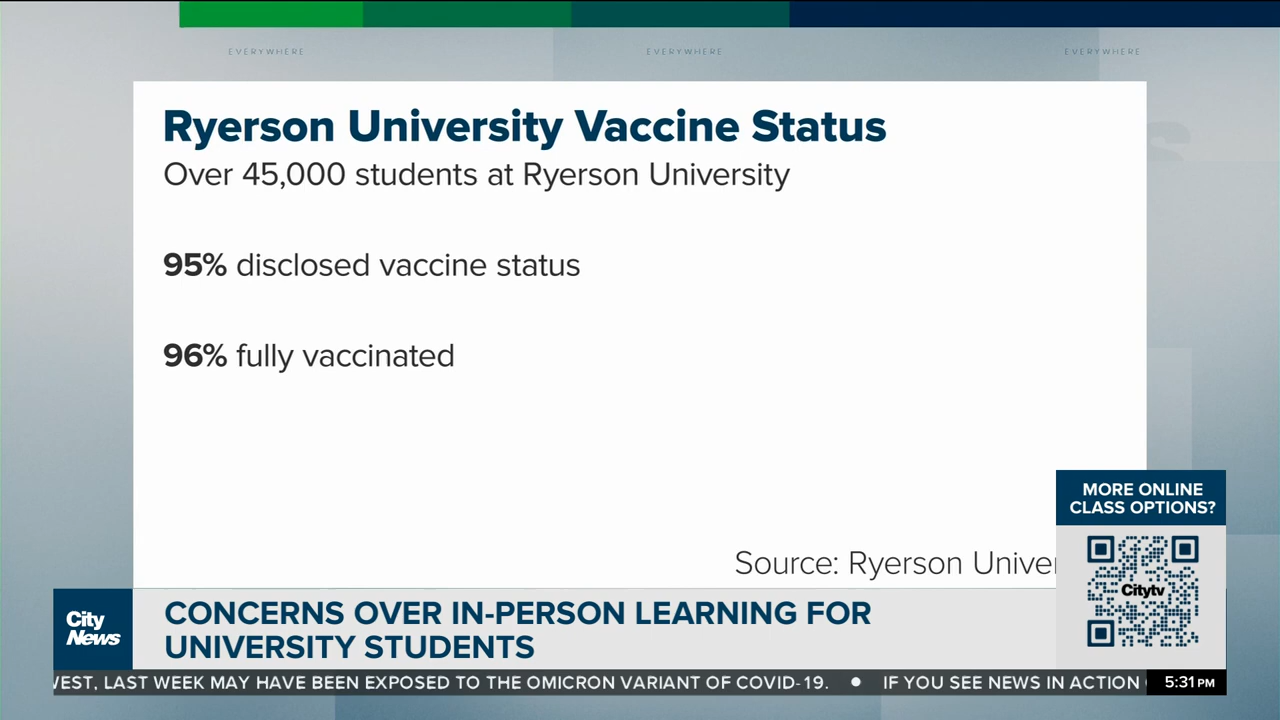 EVERYWHERE EVERYWHERE EVERYWHERE
Ryerson University Vaccine Status
Over 45,000 students at Ryerson University
95% disclosed vaccine status
96% fully vaccinated
Source: Ryerson
MORE ONLINE
CLASS OPTIONS?
Citytv
City
News
CONCERNS OVER IN-PERSON LEARNING FOR
UNIVERSITY STUDENTS
LAST WEEK MAY HAVE BEEN EXPOSED TO THE OMICRON VARIANT OF COVID-19. • IF YOU SEE NEWS IN ACTION
5:31 PM